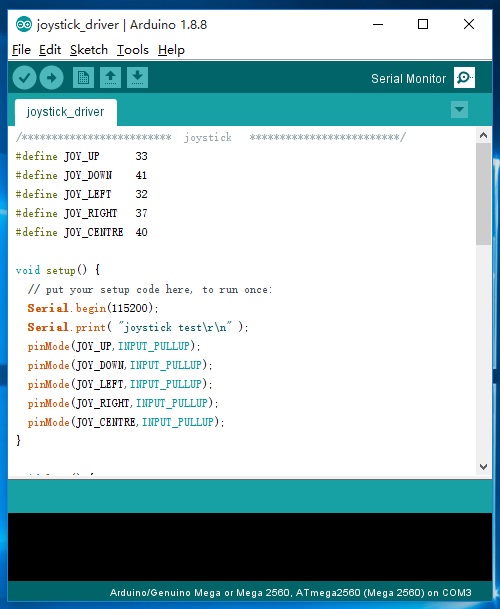 joystick_driver | Arduino 1.8.8
File Edit Sketch Tools Help
Serial Monitor
joystick_driver
/************************* joystick *************************/
#define JOY_UP 33
#define JOY_DOWN 41
#define JOY_LEFT 32
#define JOY_RIGHT 37
#define JOY_CENTRE 40
void setup() {
// put your setup code here, to run once:
Serial.begin(115200);
Serial.print( "joystick test\r\n" );
pinMode(JOY_UP,INPUT_PULLUP);
pinMode(JOY_DOWN,INPUT_PULLUP);
pinMode(JOY_LEFT,INPUT_PULLUP);
pinMode(JOY_RIGHT,INPUT_PULLUP);
pinMode(JOY_CENTRE,INPUT_PULLUP);
}
Arduino/Genuino Mega or Mega 2560, ATmega2560 (Mega 2560) on COM3